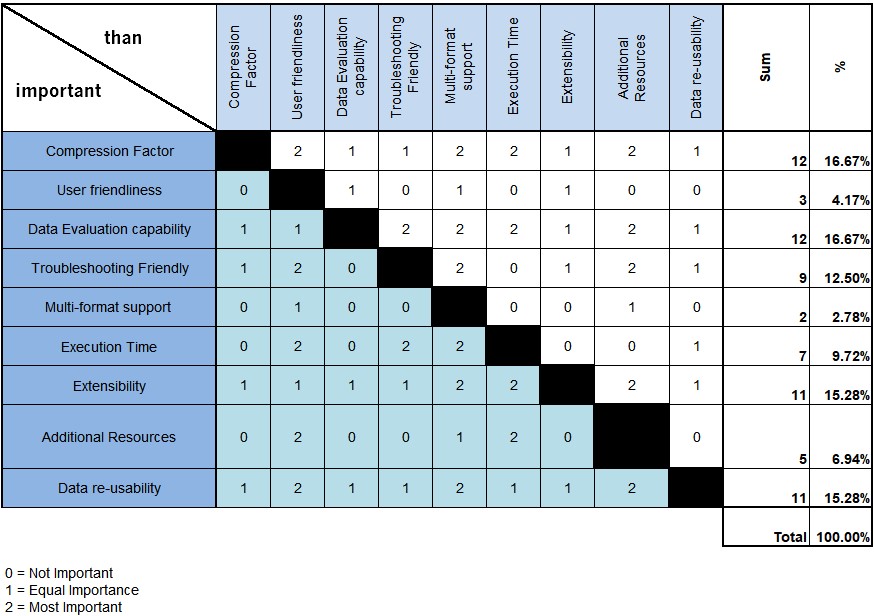 than
important
Compression
Factor
User friendliness
Data Evaluation
capability
Troubleshooting
Friendly
Multi-format
support
Execution Time
Extensibility
Additional
Resources
Data re-usability
Sum
%
Compression Factor 2 1 1 2 2 1 2 1 12 16.67%
User friendliness 0 1 0 1 0 1 0 0 3 4.17%
Data Evaluation capability 1 1 2 2 2 1 2 1 12 16.67%
Troubleshooting Friendly 1 2 0 2 0 1 2 1 9 12.50%
Multi-format support 0 1 0 0 0 0 1 0 2 2.78%
Execution Time 0 2 0 2 2 0 0 1 7 9.72%
Extensibility 1 1 1 1 2 2 2 1 11 15.28%
Additional Resources 0 2 0 0 1 2 0 0 5 6.94%
Data re-usability 1 2 1 1 2 1 1 2 11 15.28%
Total 100.00%
0 = Not Important
1 = Equal Importance
2 = Most Important